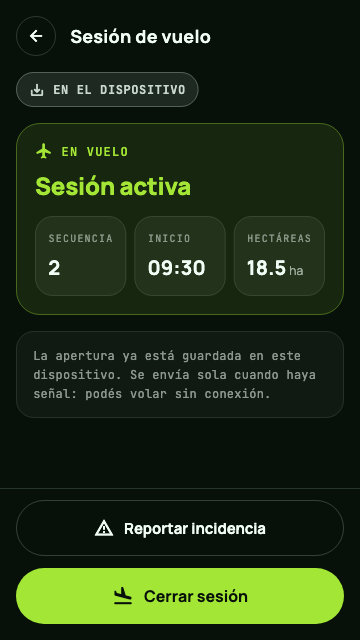 Sesión de vuelo
EN EL DISPOSITIVO
EN VUELO
Sesión activa
SECUENCIA
2
INICIO
09:30
HECTÁREAS
18.5 ha
La apertura ya está guardada en este
dispositivo. Se envía sola cuando haya
señal: podés volar sin conexión.
Reportar incidencia
Cerrar sesión